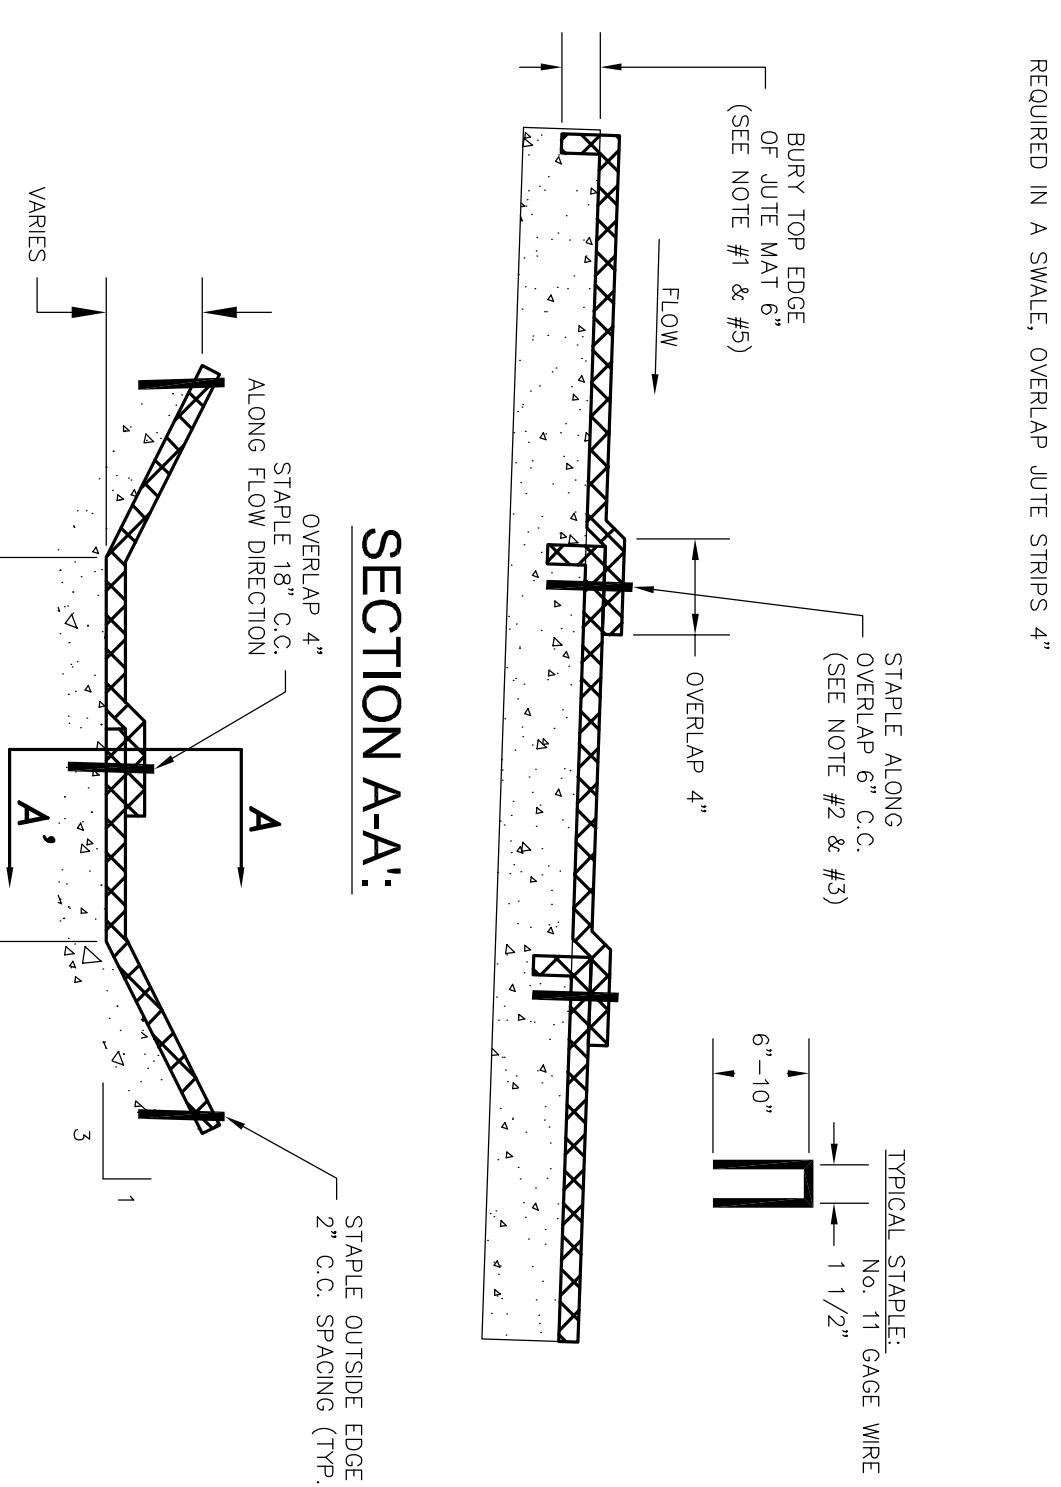 REQUIRED IN A SWALE, OVERLAP JUTE STRIPS 4"
TYPICAL STAPLE:
No. 11 GAGE WIRE
1 1/2"
6"-10"
STAPLE ALONG
OVERLAP 6" C.C.
(SEE NOTE #2 & #3)
BURY TOP EDGE
OF JUTE MAT 6"
(SEE NOTE #1 & #5)
FLOW
OVERLAP 4"
SECTION A-A':
OVERLAP 4"
STAPLE 18" C.C.
ALONG FLOW DIRECTION
STAPLE OUTSIDE EDGE
2" C.C. SPACING (TYP.
A
A'
VARIES
1
3